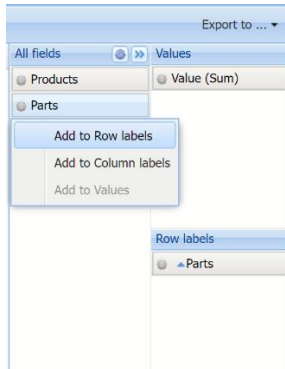 Export to ...
All fields
Values
Products
Value (Sum)
Parts
Add to Row labels
Add to Column labels
Add to Values
Row labels
Parts